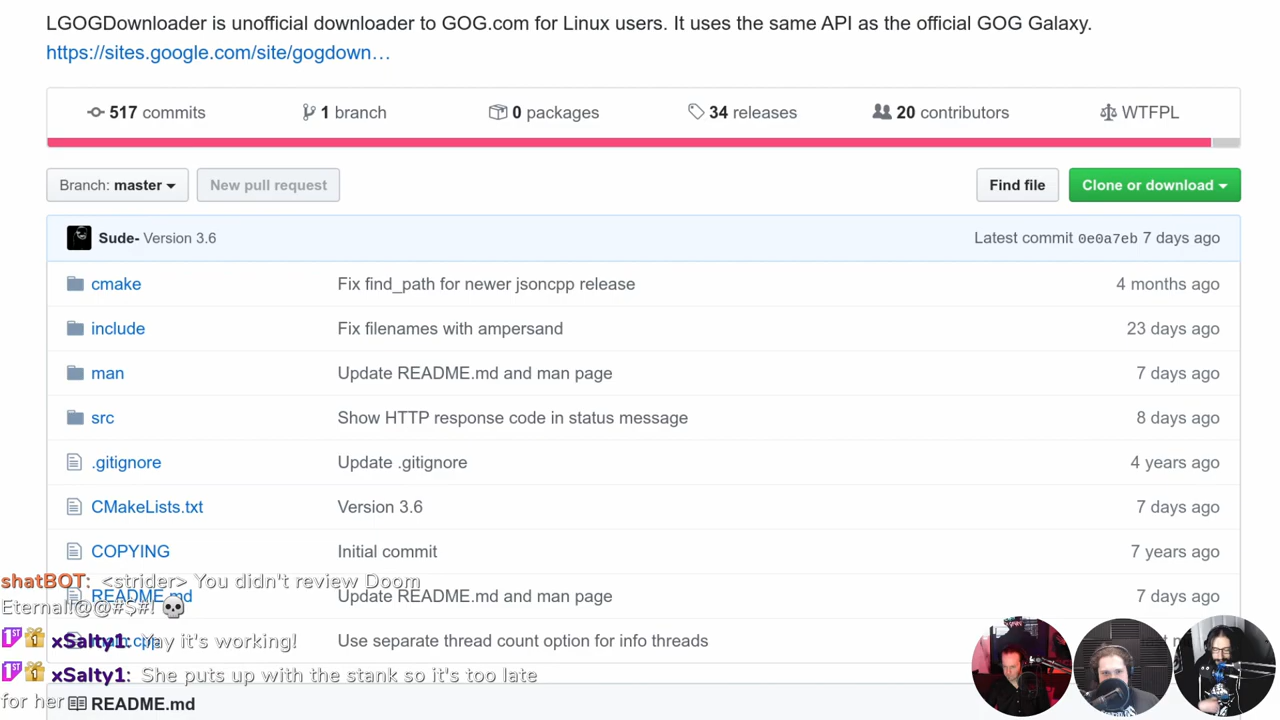 LGOGDownloader is unofficial downloader to GOG.com for Linux users. It uses the same API as the official GOG Galaxy.
https://sites.google.com/site/gogdown…
517 commits 1 branch 0 packages 34 releases 20 contributors WTFPL
Branch: master New pull request Find file Clone or download
Sude- Version 3.6 Latest commit 0e0a7eb 7 days ago
cmake Fix find_path for newer jsoncpp release 4 months ago
include Fix filenames with ampersand 23 days ago
man Update README.md and man page 7 days ago
src Show HTTP response code in status message 8 days ago
.gitignore Update .gitignore 4 years ago
CMakeLists.txt Version 3.6 7 days ago
COPYING Initial commit 7 years ago
shatBOT: <strider> You didn't review Doom
README.md Update README.md and man page 7 days ago
Eternal!@@#$#! 💀
xSalty1: Yay it's working!
Use separate thread count option for info threads
xSalty1: She puts up with the stank so it's too late
for her
README.md